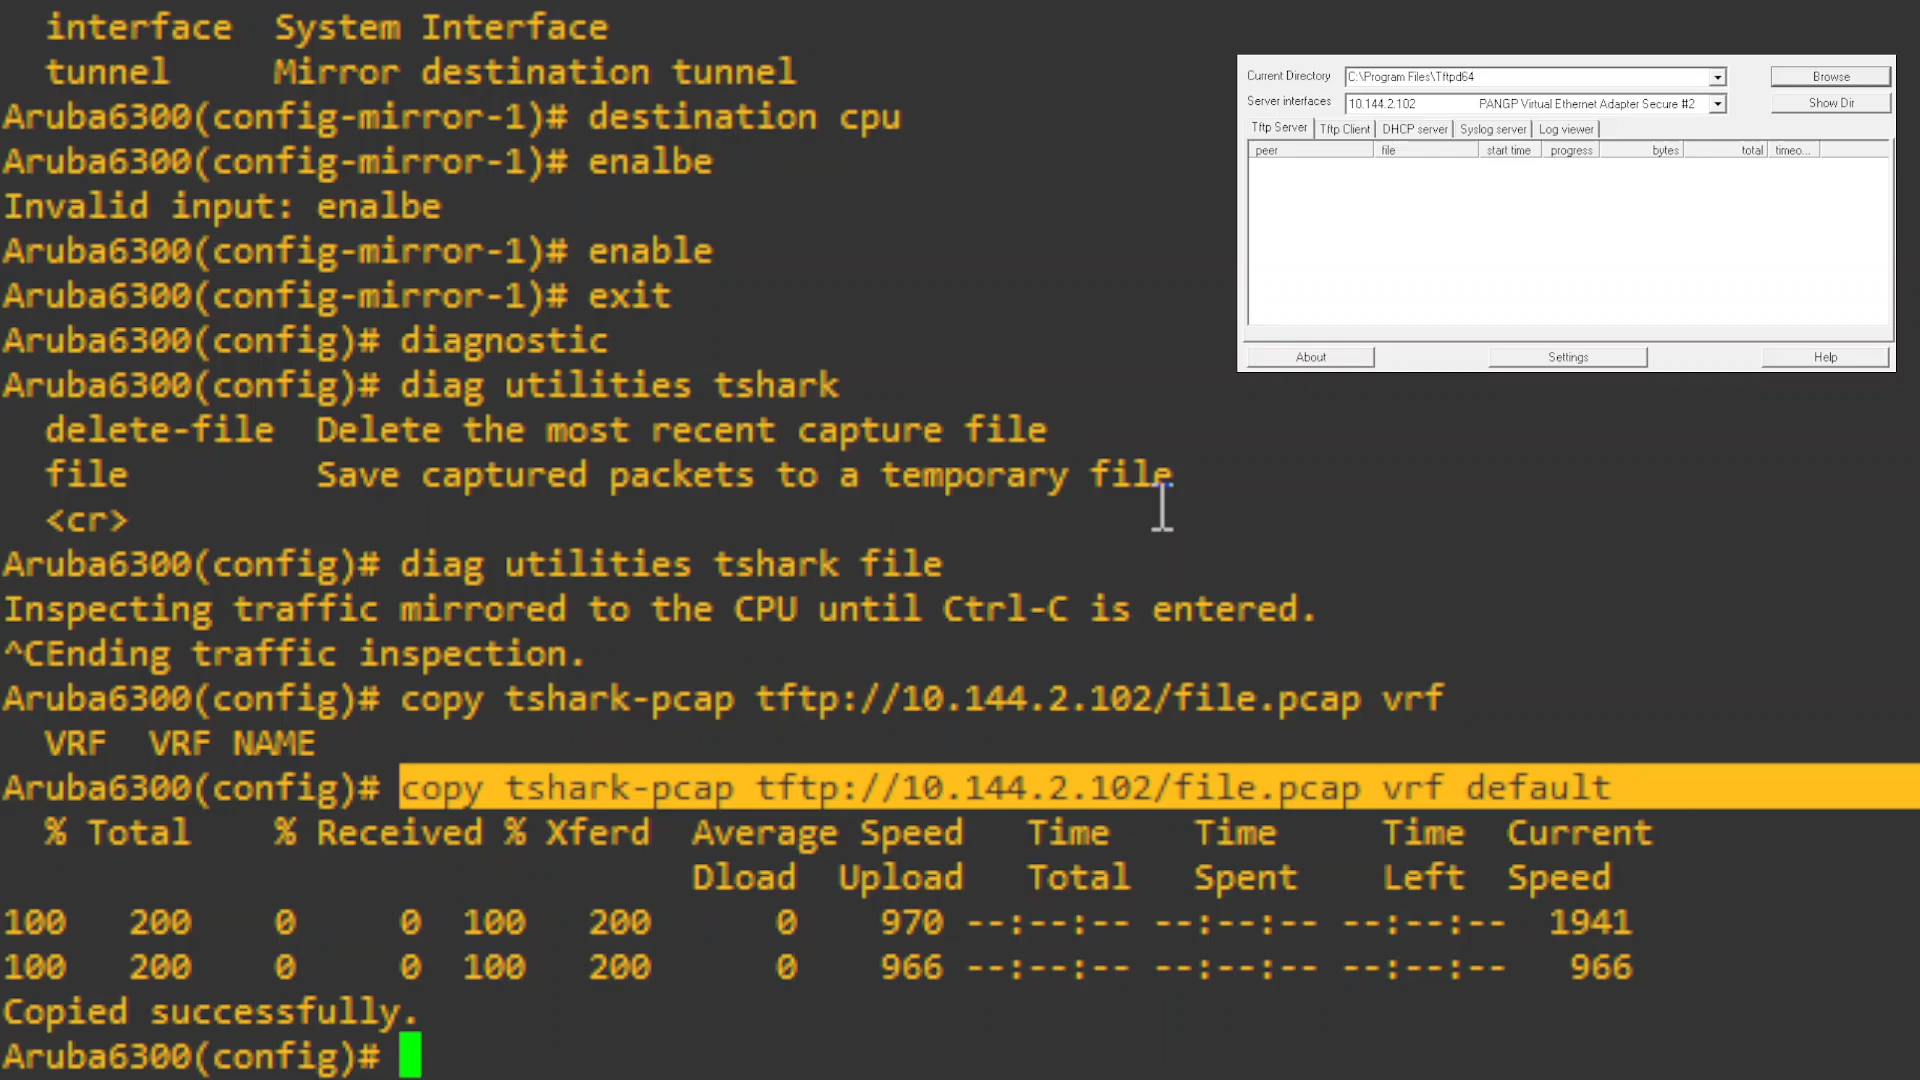 interface  System Interface
tunnel     Mirror destination tunnel
Aruba6300(config-mirror-1)# destination cpu
Aruba6300(config-mirror-1)# enalbe
Invalid input: enalbe
Aruba6300(config-mirror-1)# enable
Aruba6300(config-mirror-1)# exit
Aruba6300(config)# diagnostic
Aruba6300(config)# diag utilities tshark
delete-file  Delete the most recent capture file
file         Save captured packets to a temporary file.
<cr>
Aruba6300(config)# diag utilities tshark file
Inspecting traffic mirrored to the CPU until Ctrl-C is entered.
^CEnding traffic inspection.
Aruba6300(config)# copy tshark-pcap tftp://10.144.2.102/file.pcap vrf
VRF  VRF NAME
Aruba6300(config)# copy tshark-pcap tftp://10.144.2.102/file.pcap vrf default
% Total    % Received % Xferd  Average Speed   Time    Time     Time  Current
Dload  Upload   Total   Spent    Left  Speed
100   200    0     0  100   200      0    970 --:--:-- --:--:-- --:--:--  1941
100   200    0     0  100   200      0    966 --:--:-- --:--:-- --:--:--   966
Copied successfully.
Aruba6300(config)#
Current Directory C:\Program Files\Tftpd64 Browse
Server interfaces 10.144.2.102 PANGP Virtual Ethernet Adapter Secure #2 Show Dir
Tftp Server Tftp Client DHCP server Syslog server Log viewer
peer file start time progress bytes total timeo...
About Settings Help